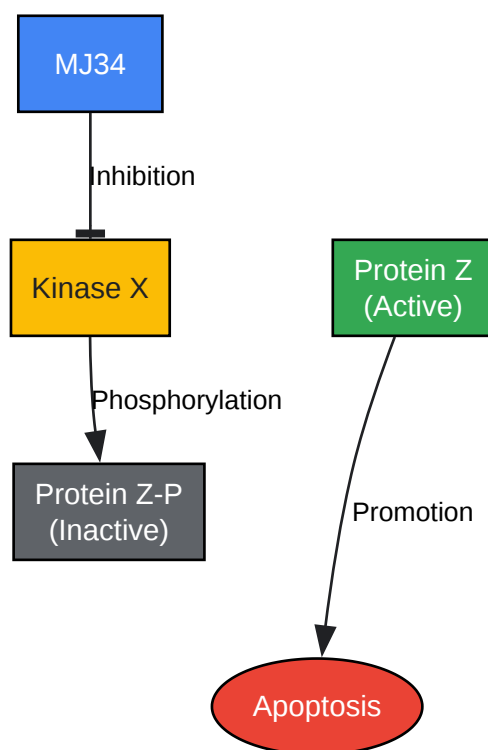 MJ34
Inhibition
Kinase X
Protein Z
(Active)
Phosphorylation
Protein Z-P
(Inactive)
Promotion
Apoptosis